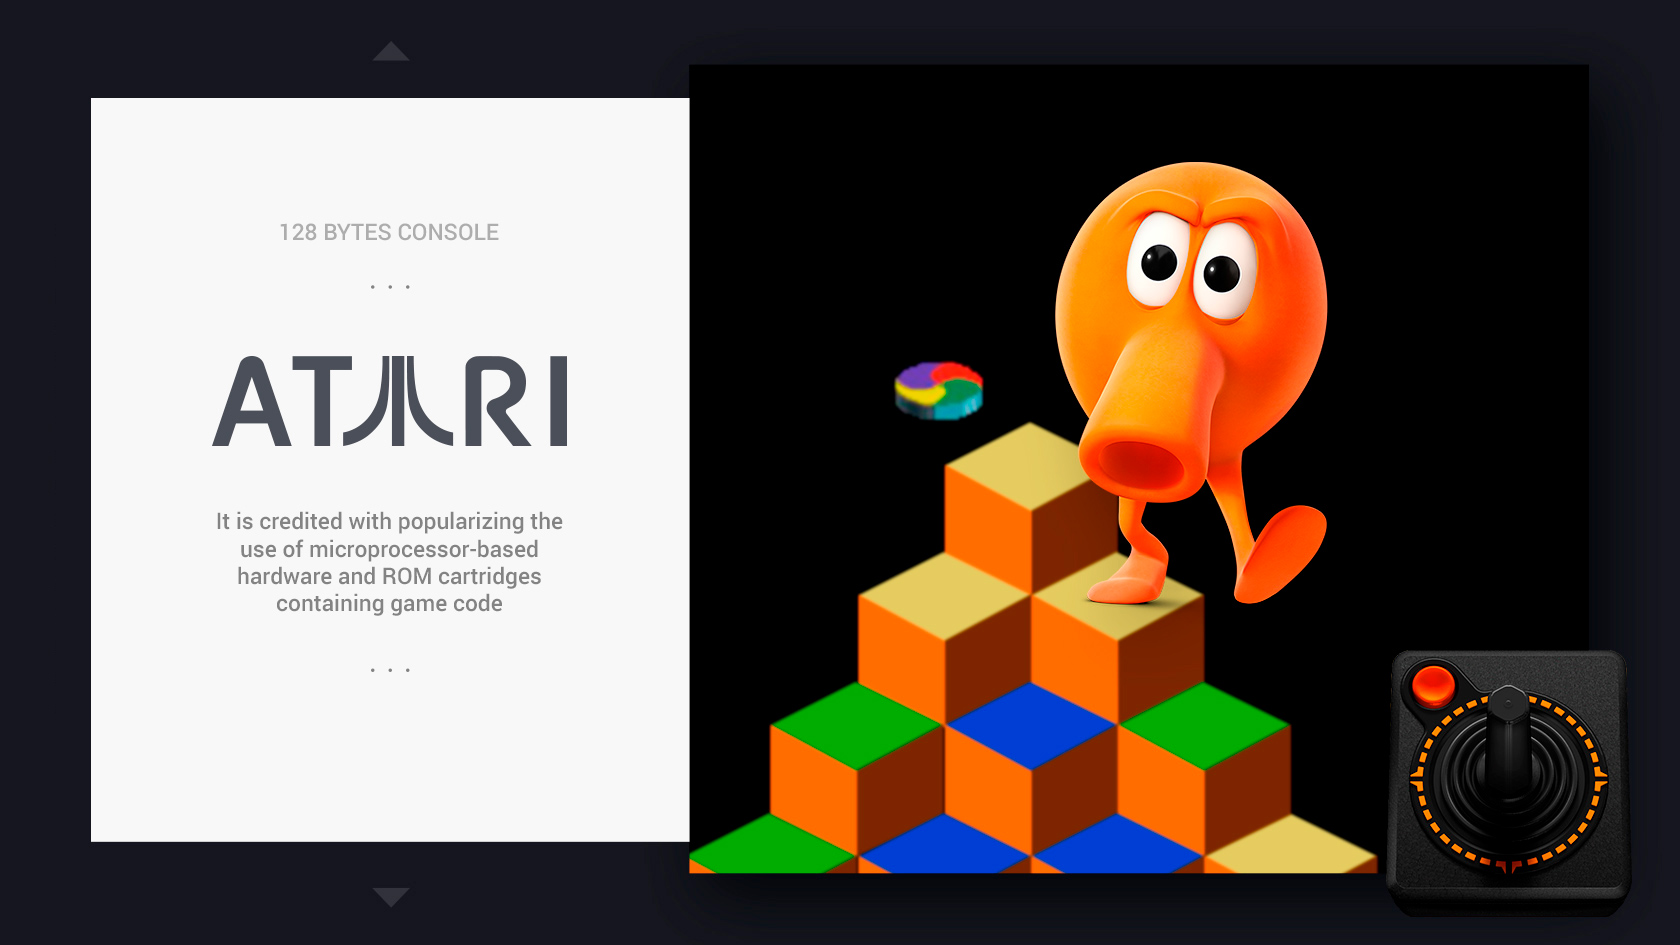 128 BYTES CONSOLE
. . .
ATARI
It is credited with popularizing the
use of microprocessor-based
hardware and ROM cartridges
containing game code
. . .